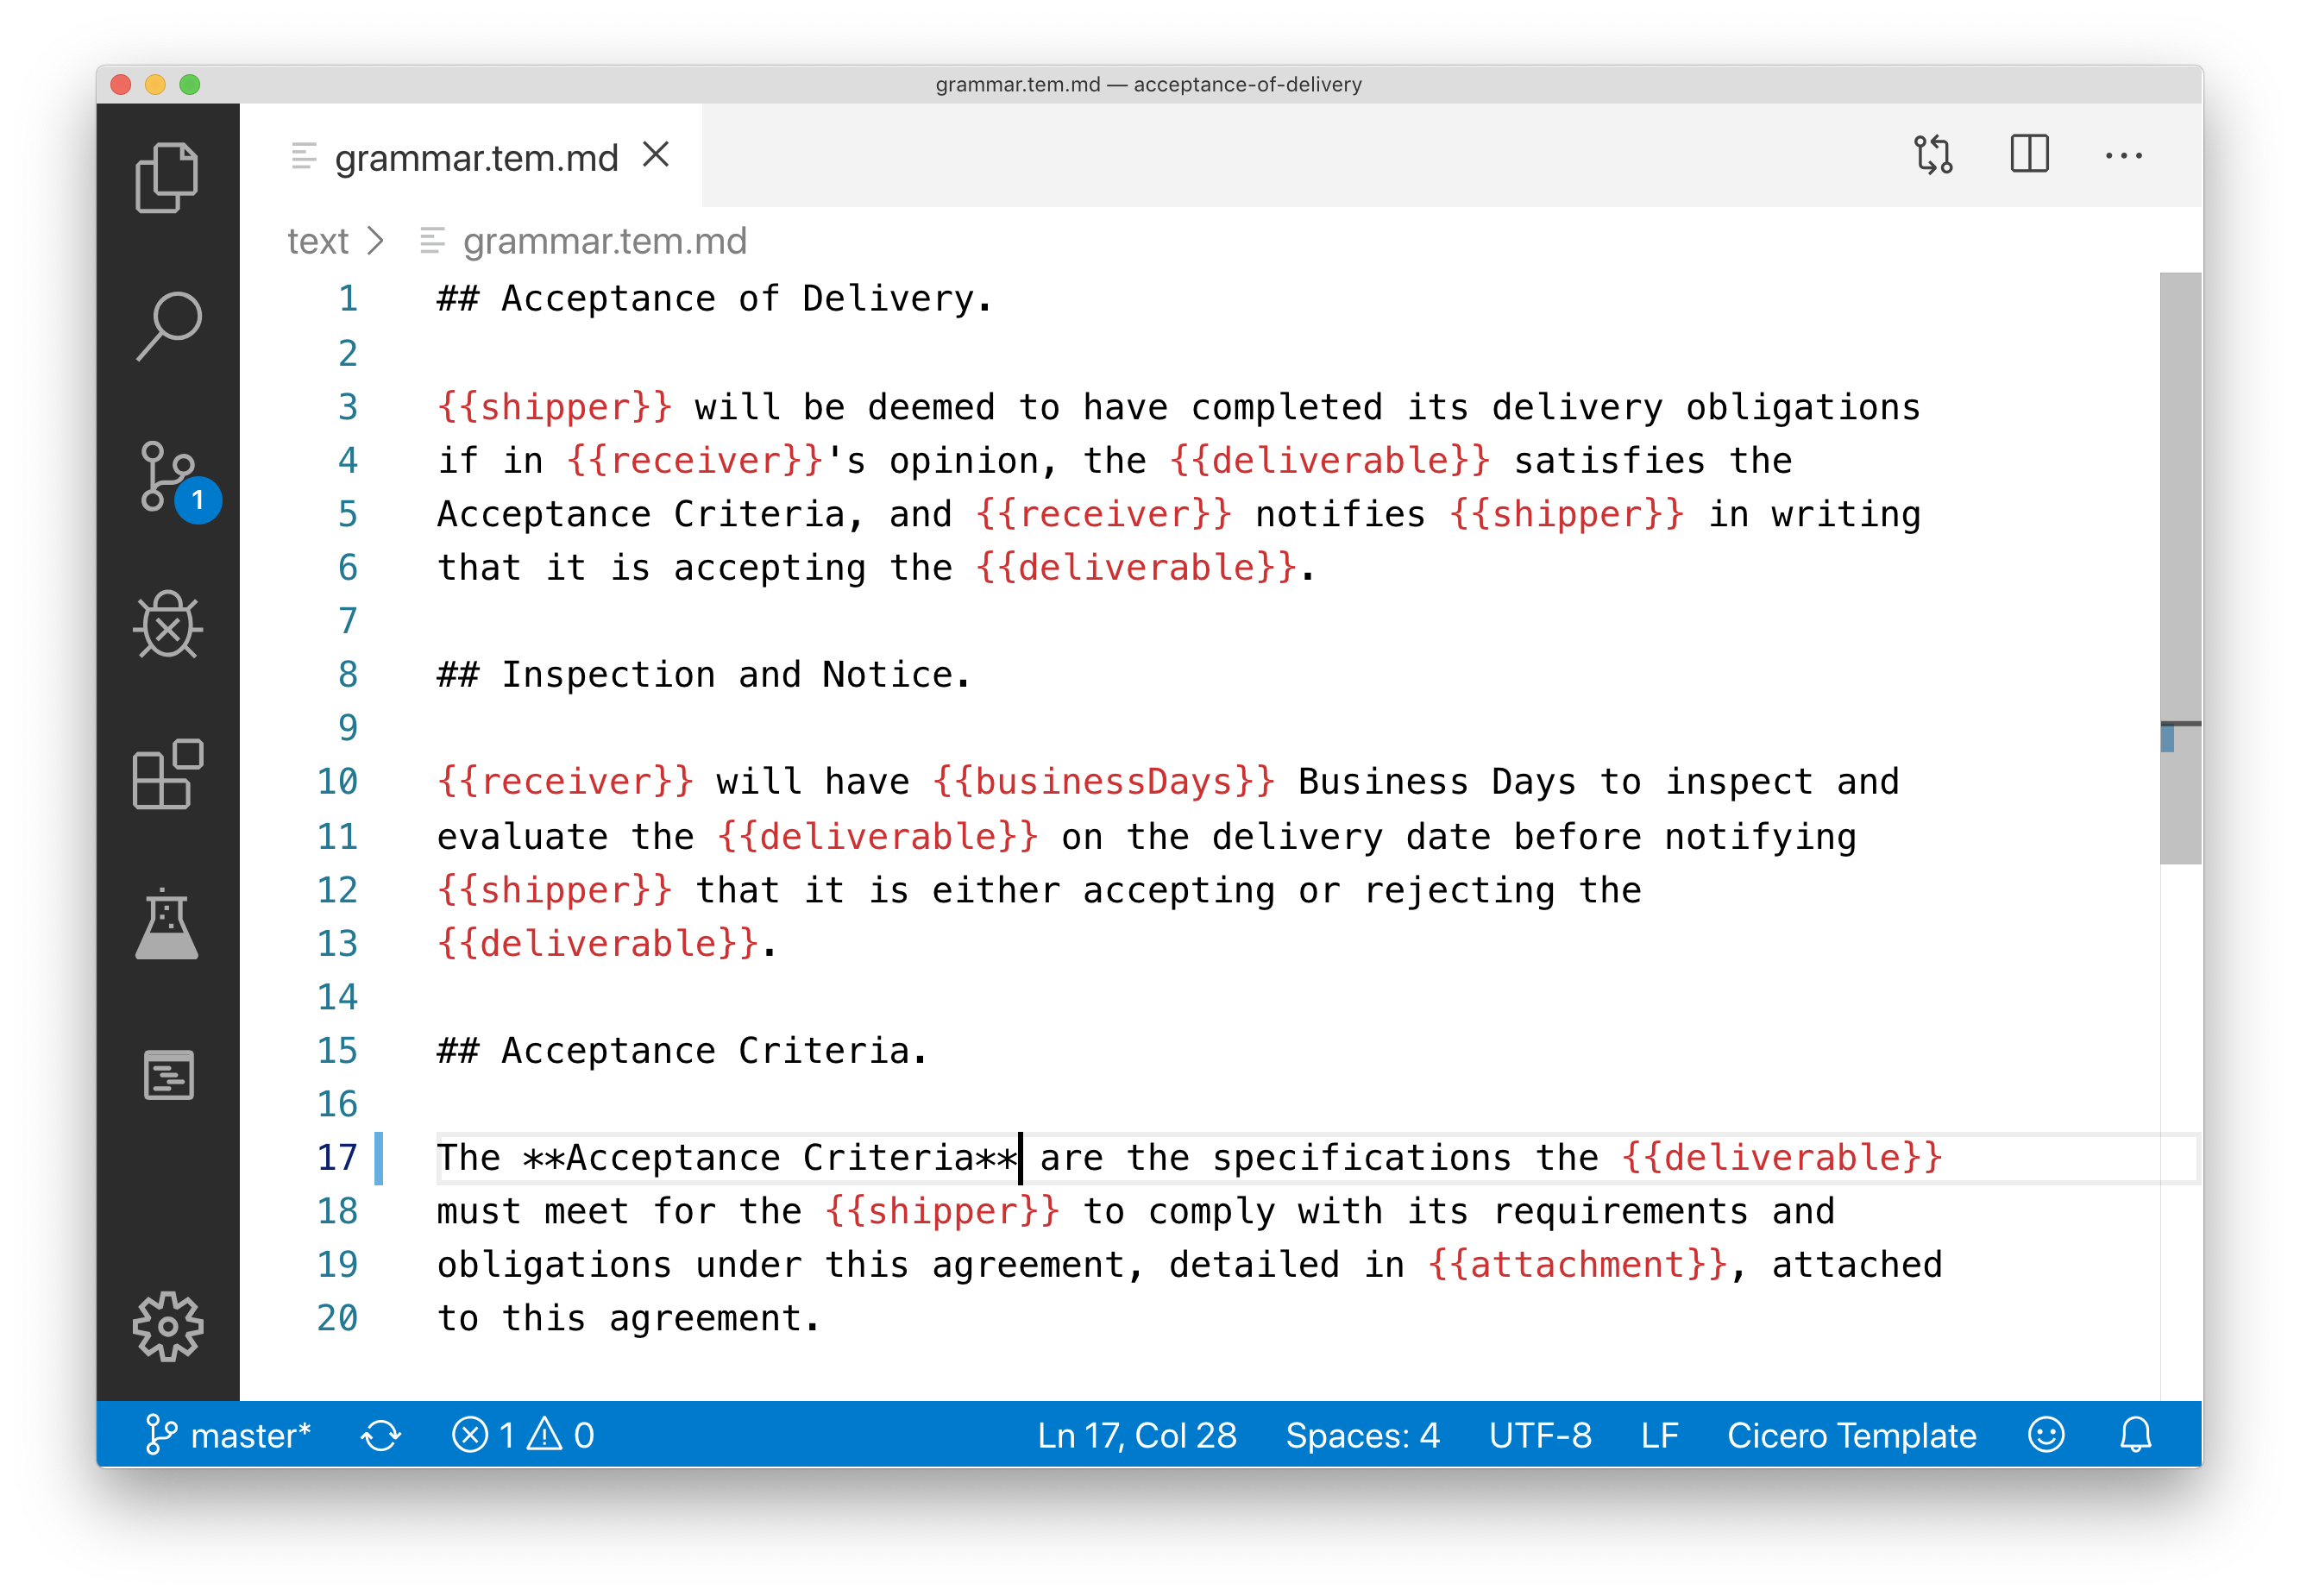 grammar.tem.md — acceptance-of-delivery
grammar.tem.md
text > grammar.tem.md
1 ## Acceptance of Delivery.
2
3 {{shipper}} will be deemed to have completed its delivery obligations
4 if in {{receiver}}'s opinion, the {{deliverable}} satisfies the
5 Acceptance Criteria, and {{receiver}} notifies {{shipper}} in writing
6 that it is accepting the {{deliverable}}.
7
8 ## Inspection and Notice.
9
10 {{receiver}} will have {{businessDays}} Business Days to inspect and
11 evaluate the {{deliverable}} on the delivery date before notifying
12 {{shipper}} that it is either accepting or rejecting the
13 {{deliverable}}.
14
15 ## Acceptance Criteria.
16
17 The **Acceptance Criteria** are the specifications the {{deliverable}}
18 must meet for the {{shipper}} to comply with its requirements and
19 obligations under this agreement, detailed in {{attachment}}, attached
20 to this agreement.
1
master* 1 0 Ln 17, Col 28 Spaces: 4 UTF-8 LF Cicero Template